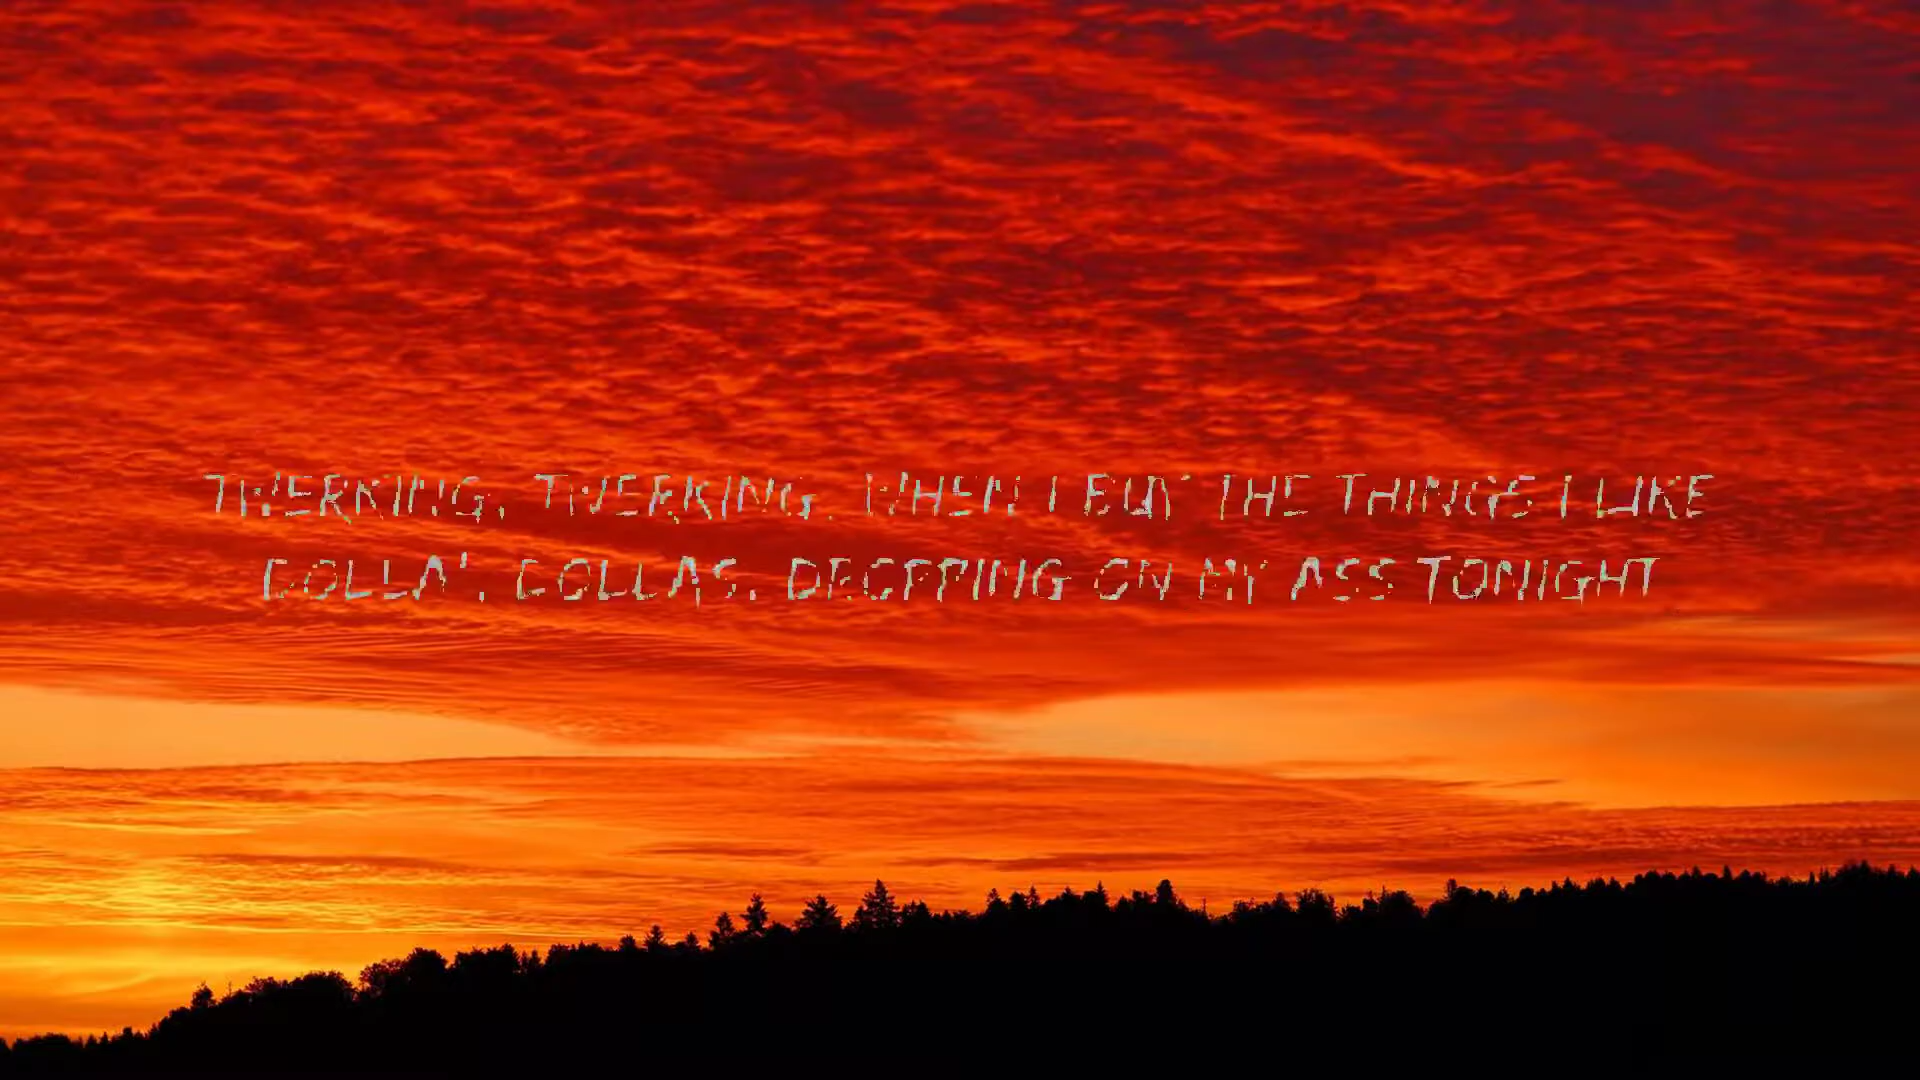 TWERKING, TWERKING, WHEN I BUY THE THINGS I LIKE
DOLLA', DOLLAS, DROPPING ON MY ASS TONIGHT